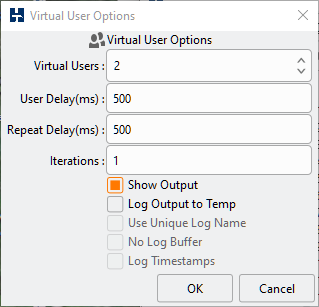 Virtual User Options
Virtual User Options
Virtual Users : 2
User Delay(ms) : 500
Repeat Delay(ms) : 500
Iterations : 1
Show Output
Log Output to Temp
Use Unique Log Name
No Log Buffer
Log Timestamps
OK Cancel